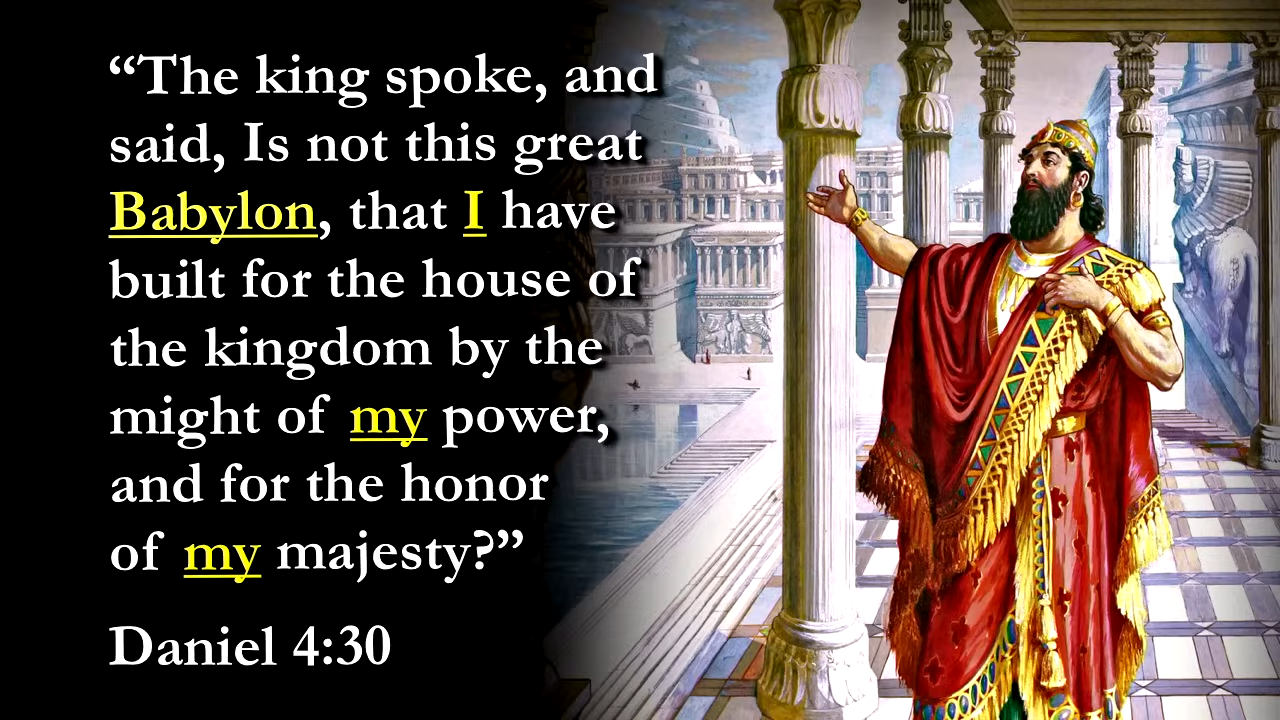 “The king spoke, and
said, Is not this great
Babylon, that I have
built for the house of
the kingdom by the
might of my power,
and for the honor
of my majesty?”
Daniel 4:30